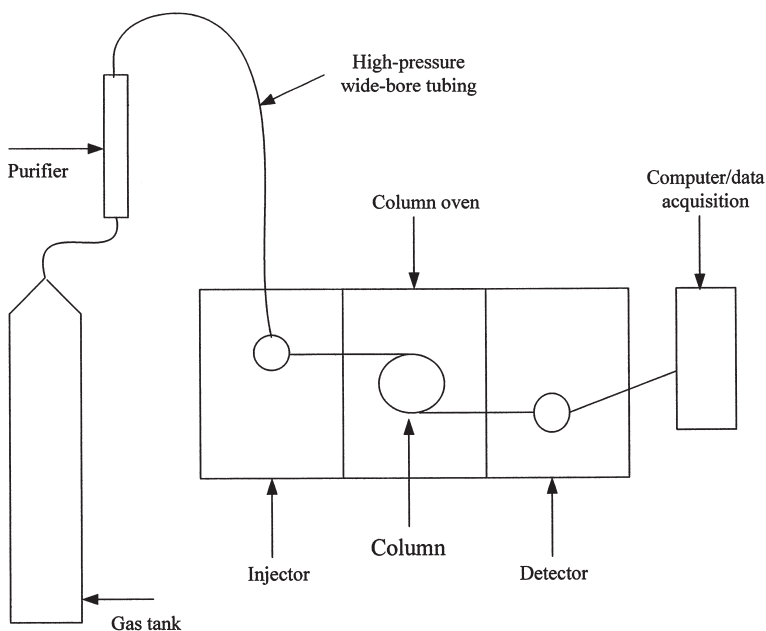 High-pressure
wide-bore tubing
Purifier
Computer/data
acquisition
Column oven
Column
Injector
Detector
Gas tank